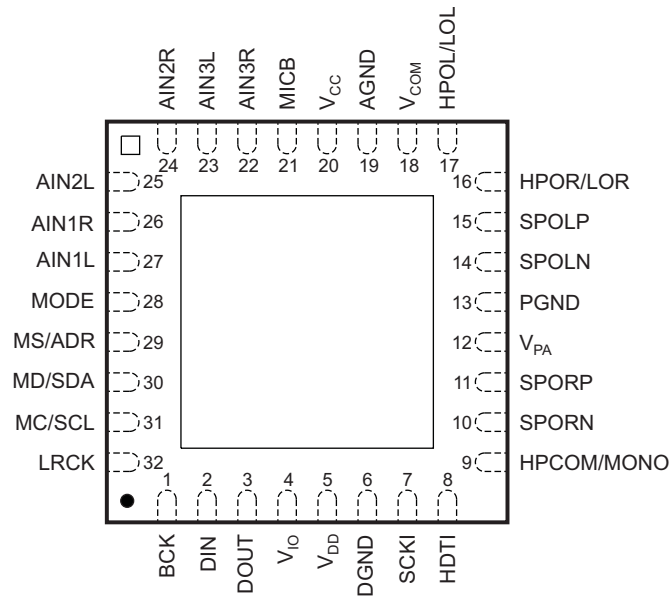 AIN2R
AIN3L
AIN3R
MICB
VCC
AGND
VCOM
HPOL/LOL
24 23 22 21 20 19 18 17
AIN2L 25 16 HPOR/LOR
AIN1R 26 15 SPOLP
AIN1L 27 14 SPOLN
MODE 28 13 PGND
MS/ADR 29 12 VPA
MD/SDA 30 11 SPORP
MC/SCL 31 10 SPORN
LRCK 32 9 HPCOM/MONO
1 2 3 4 5 6 7 8
BCK
DIN
DOUT
VIO
VDD
DGND
SCKI
HDTI